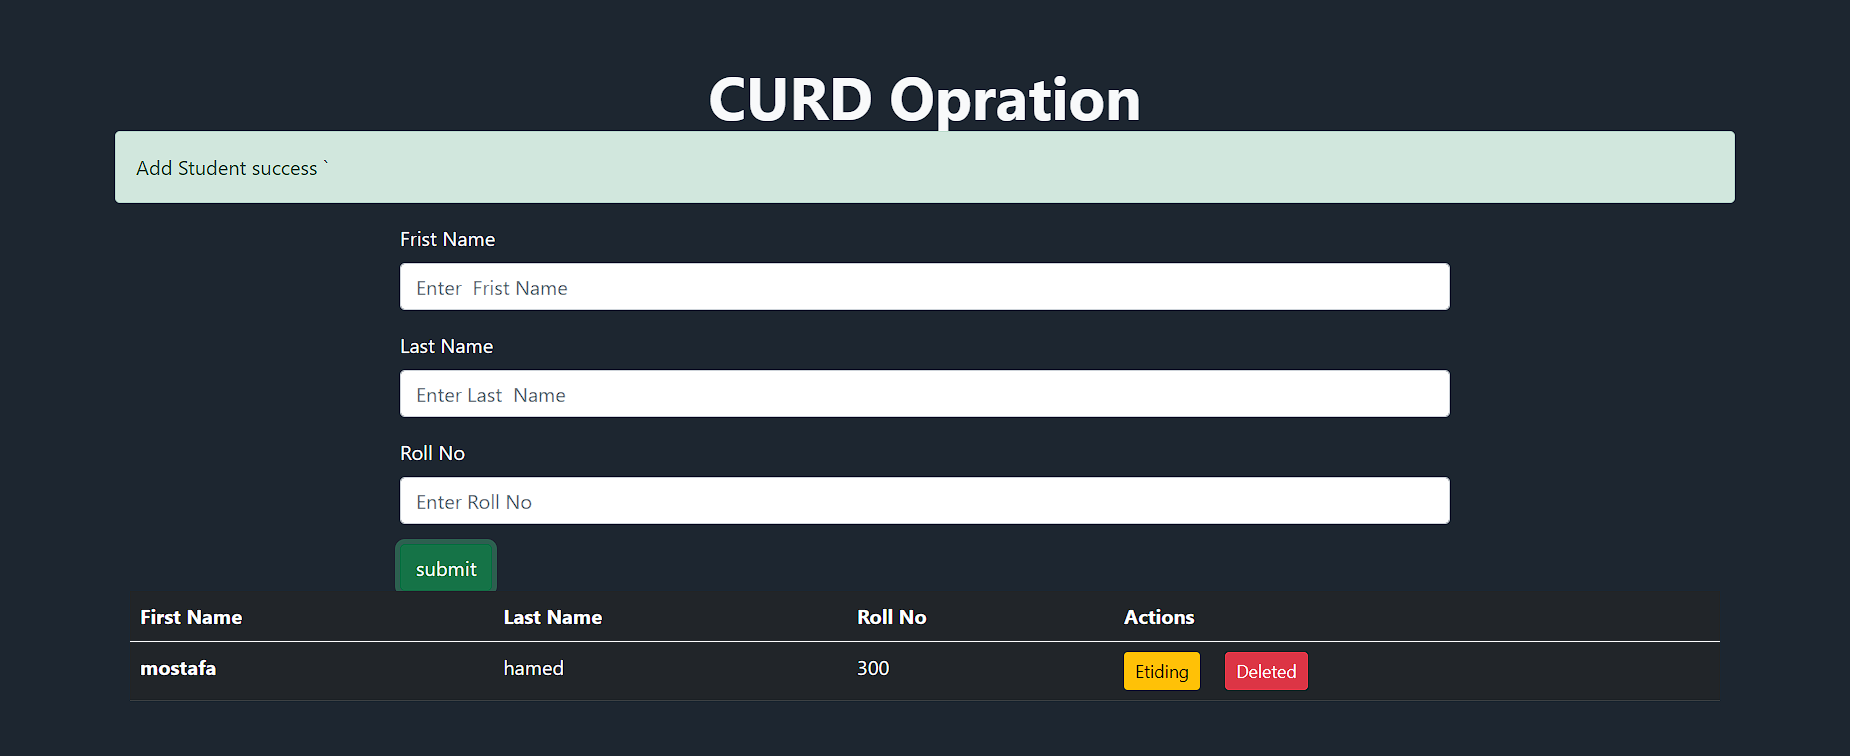 CURD Opration
Add Student success `
Frist Name
Enter  Frist Name
Last Name
Enter Last  Name
Roll No
Enter Roll No
submit
First Name Last Name Roll No Actions
mostafa hamed 300 Etiding Deleted